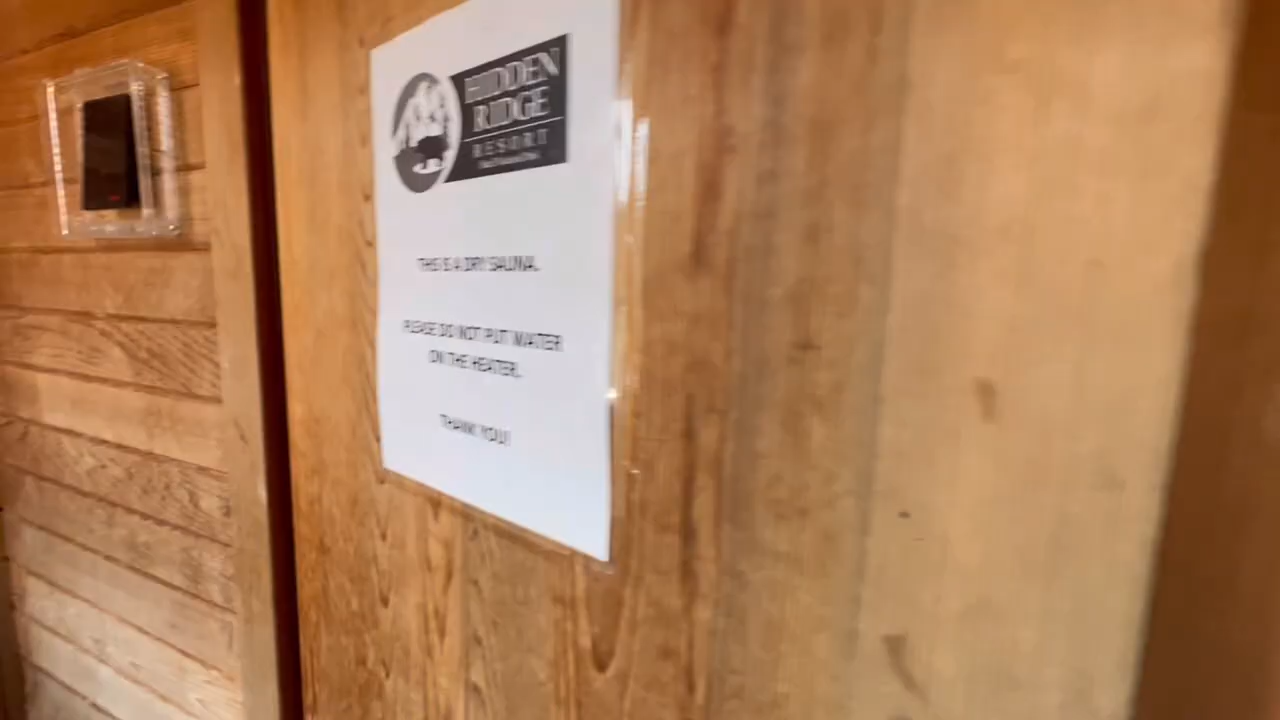 HIDDEN
RIDGE
RESORT
THIS IS A DRY SAUNA.
PLEASE DO NOT PUT WATER
ON THE HEATER.
THANK YOU!